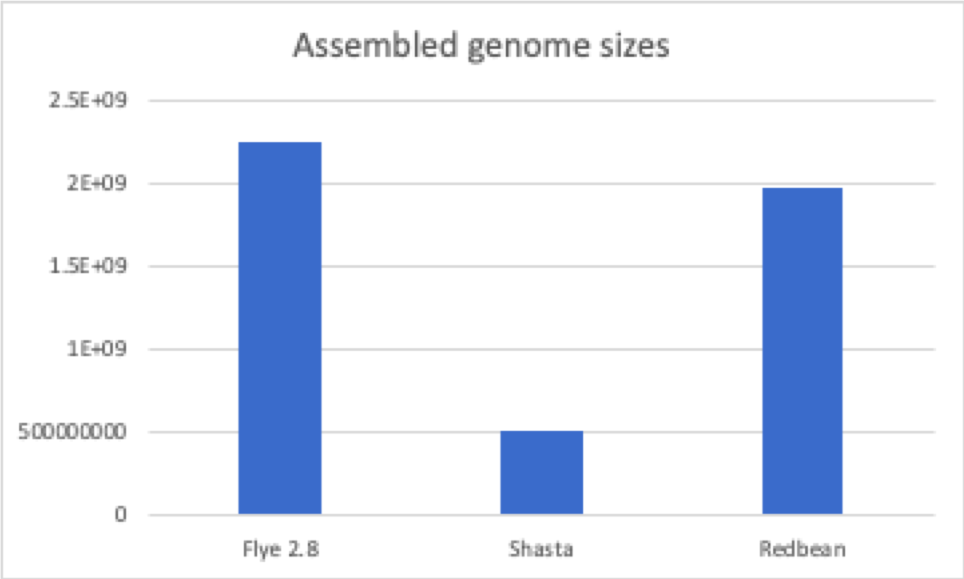 Assembled genome sizes
2.5E+09
2E+09
1.5E+09
1E+09
500000000
0
Flye 2.8 Shasta Redbean